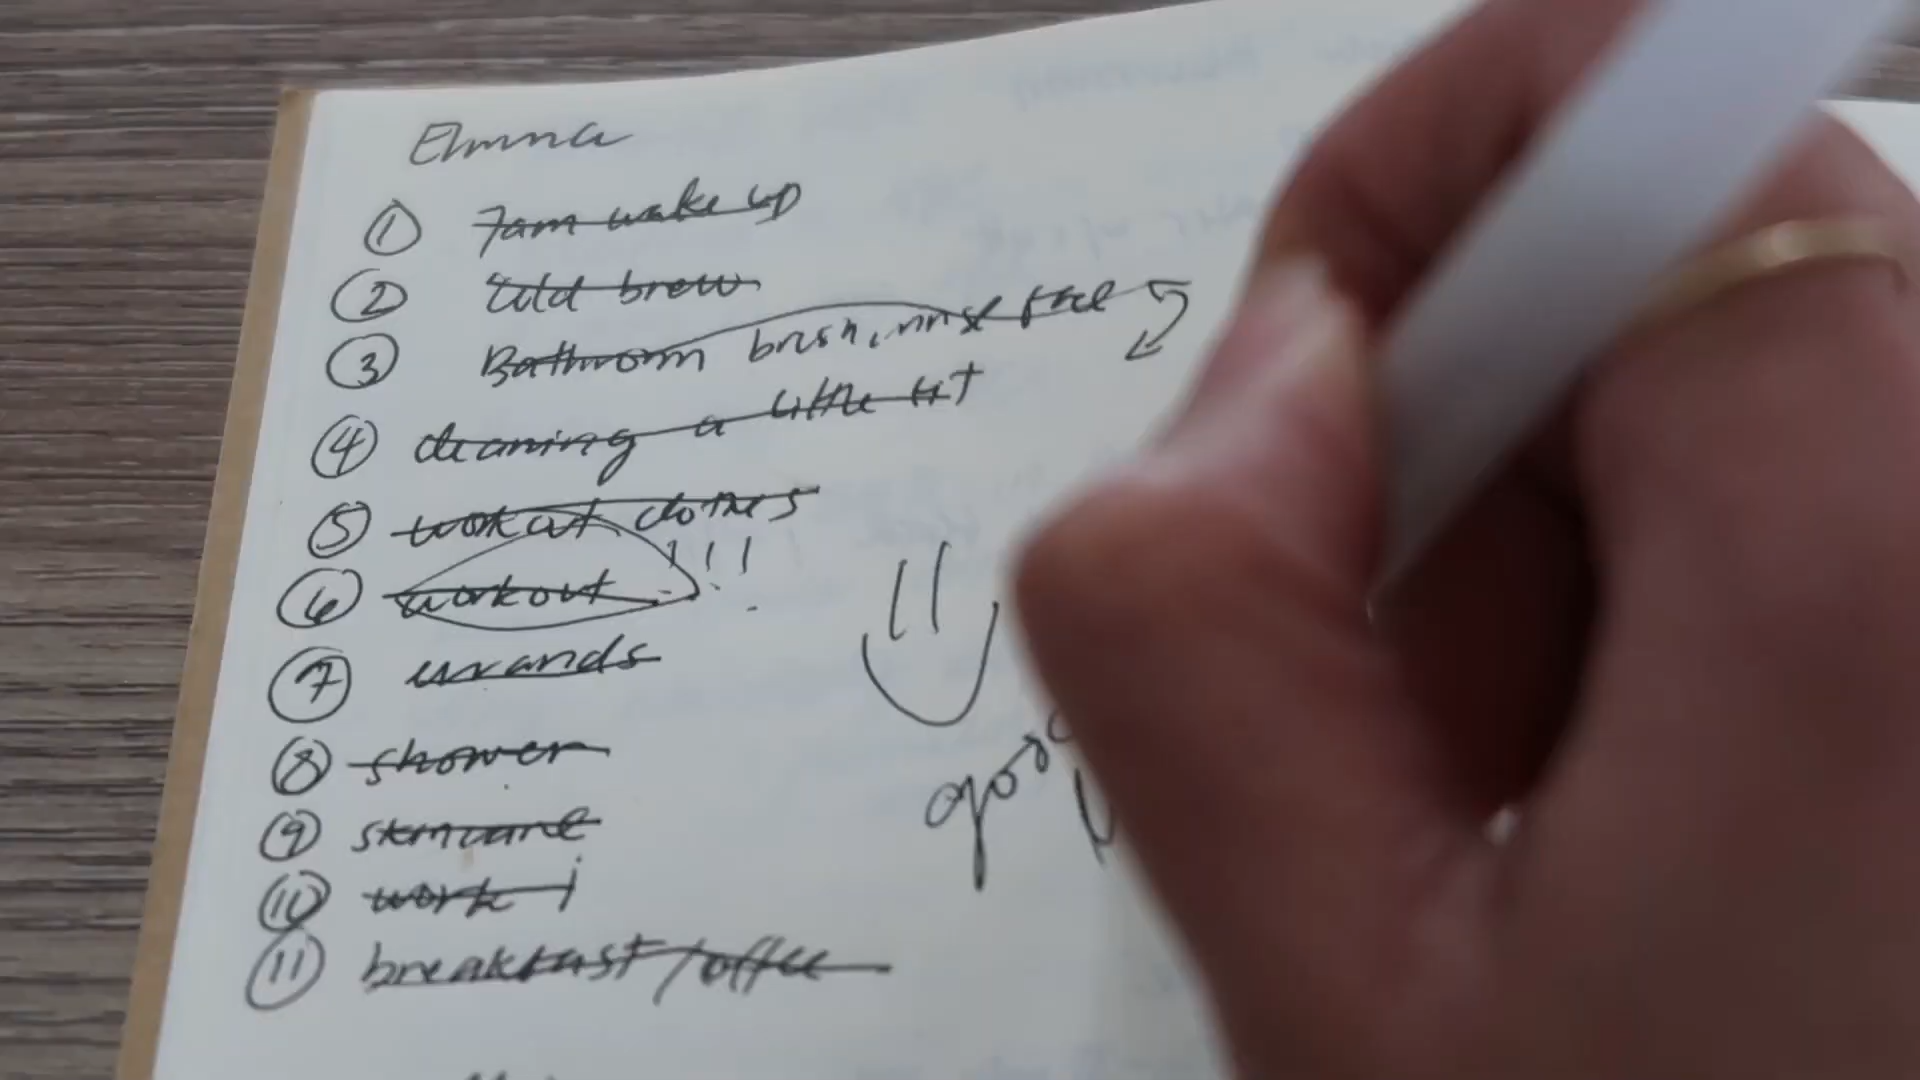 Emma
① 7am wake up
② cold brew
③ Bathroom brush, rinse face
④ cleaning a little bit
⑤ workout clothes
⑥ workout !!!
⑦ errands
⑧ shower
⑨ skincare
⑩ work
⑪ breakfast/coffee
goo